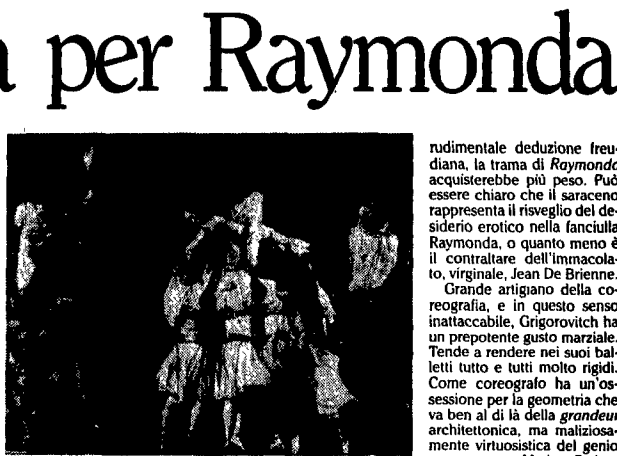 a per Raymonda
rudimentale deduzione freu-
diana, la trama di Raymonda
acquisterebbe più peso. Può
essere chiaro che il saraceno
rappresenta il risveglio del de-
siderio erotico nella fanciulla
Raymonda, o quanto meno è
il contraltare dell'immacola-
to, virginale, Jean De Brienne.
Grande artigiano della co-
reografia, e in questo senso
inattaccabile, Grigorovitch ha
un prepotente gusto marziale.
Tende a rendere nei suoi bal-
letti tutto e tutti molto rigidi.
Come coreografo ha un'os-
sessione per la geometria che
va ben al di là della grandeur
architettonica, ma maliziosa-
mente virtuosistica del genio